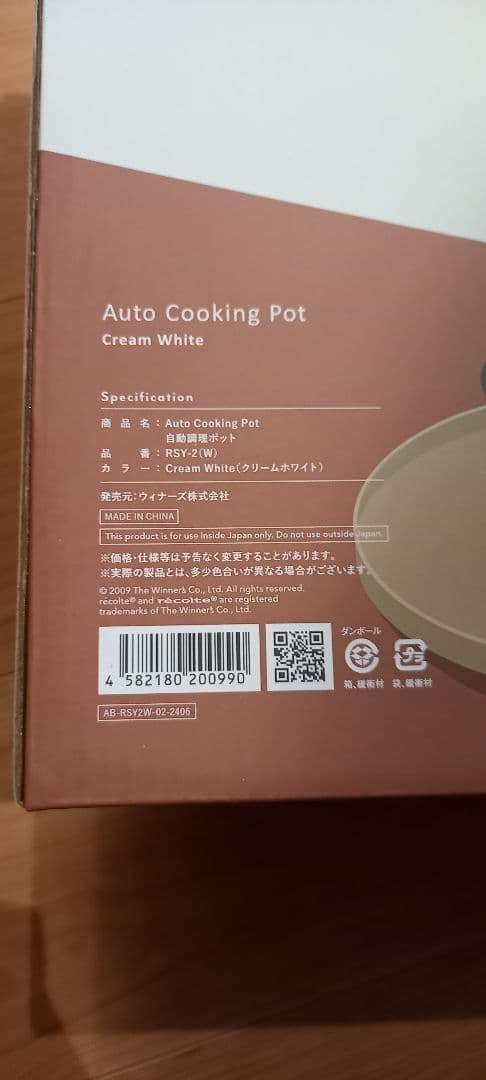 Auto Cooking Pot
Cream White
Specification
商品名：Auto Cooking Pot
自動調理ポット
品番：RSY-2(W)
カラー：Cream White(クリームホワイト)
発売元：ウィナーズ株式会社
MADE IN CHINA
This product is for use Inside Japan only. Do not use outside Japan.
※価格・仕様等は予告なく変更することがあります。
※実際の製品とは、多少色合いが異なる場合がございます。
© 2009 The Winner's Co., Ltd. All rights reserved.
récolte® and récolte® are registered
trademarks of The Winner's Co., Ltd.
ダンボール
プラ
箱、緩衝材 袋、緩衝材
4 582180 200990
AB-RSY2W-02-2406